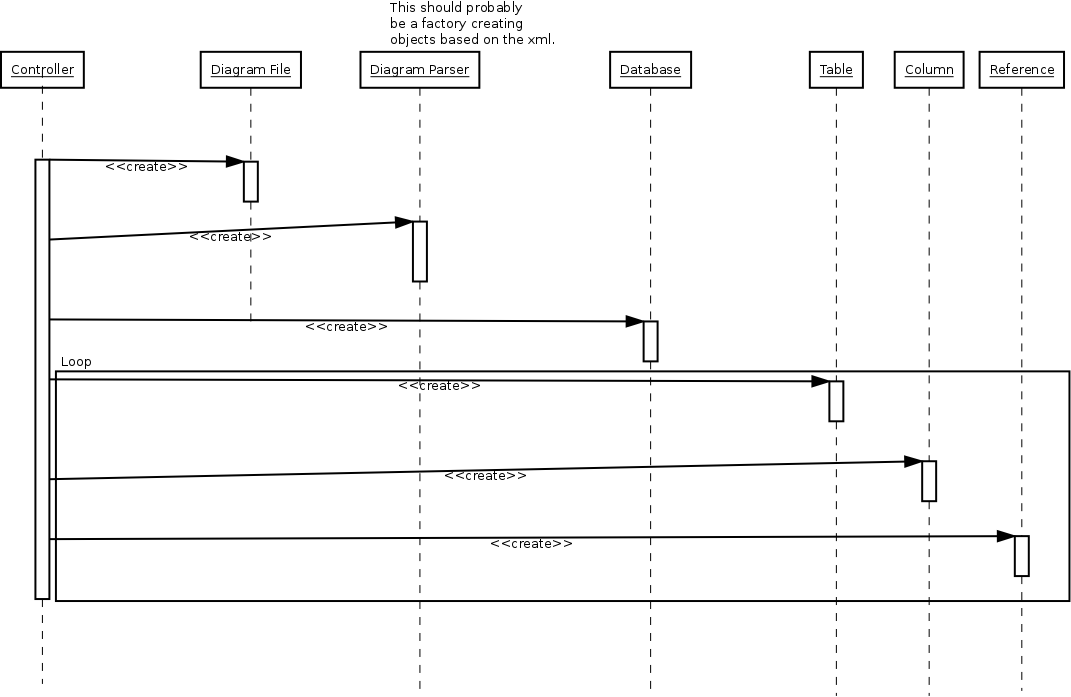 This should probably
be a factory creating
objects based on the xml.
Controller
Diagram File
Diagram Parser
Database
Table
Column
Reference
<<create>>
<<create>>
<<create>>
Loop
<<create>>
<<create>>
<<create>>